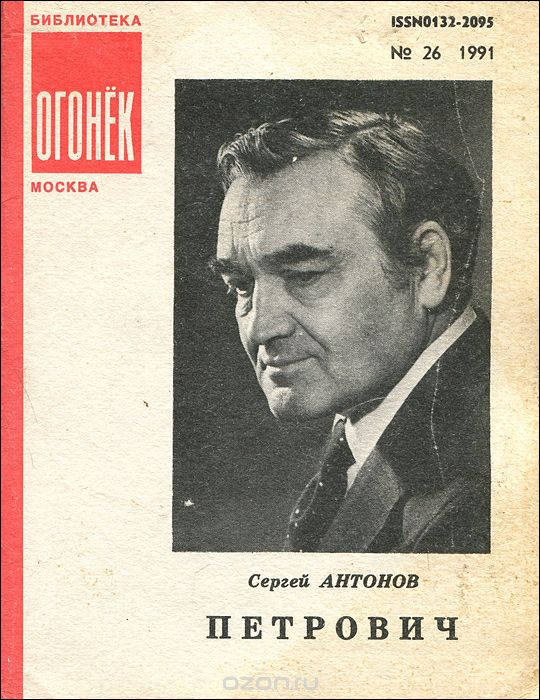 БИБЛИОТЕКА
ISSN0132-2095
№ 26 1991
ОГОНЁК
МОСКВА
Сергей АНТОНОВ
ПЕТРОВИЧ
ozon.ru